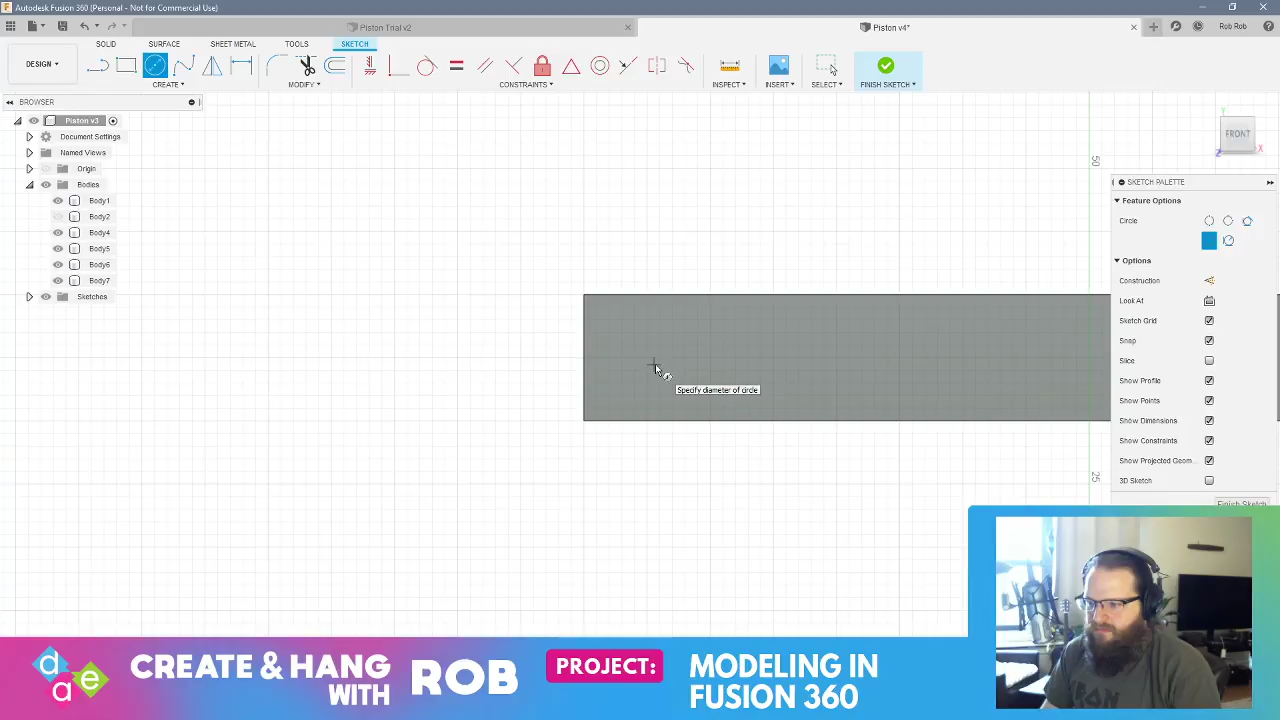 Autodesk Fusion 360 (Personal - Not for Commercial Use)
Piston Trial v2
Piston v4*
Rob Rob
DESIGN
SOLID
SURFACE
SHEET METAL
TOOLS
SKETCH
CREATE
MODIFY
CONSTRAINTS
INSPECT
INSERT
SELECT
FINISH SKETCH
BROWSER
Piston v3
Document Settings
Named Views
Origin
Bodies
Body1
Body2
Body4
Body5
Body6
Body7
Sketches
Specify diameter of circle
50
25
Y
FRONT
X
Z
SKETCH PALETTE
Feature Options
Circle
Options
Construction
Look At
Sketch Grid
Snap
Slice
Show Profile
Show Points
Show Dimensions
Show Constraints
Show Projected Geom...
3D Sketch
Finish Sketch
d
a e
CREATE & HANG
WITH
ROB
PROJECT:
MODELING IN
FUSION 360